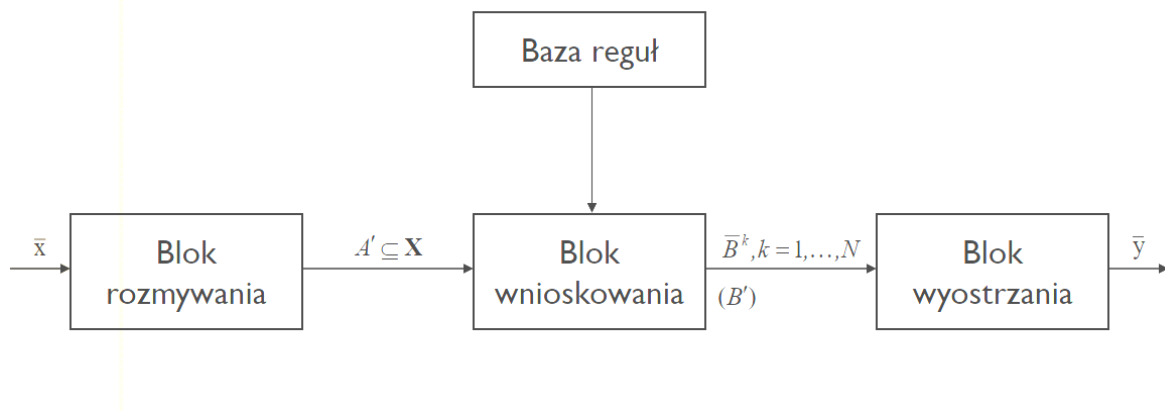 Baza reguł
x̄
Blok
rozmywania
A′ ⊆ X
Blok
wnioskowania
B̄ᵏ, k = 1,…,N
(B′)
Blok
wyostrzania
ȳ